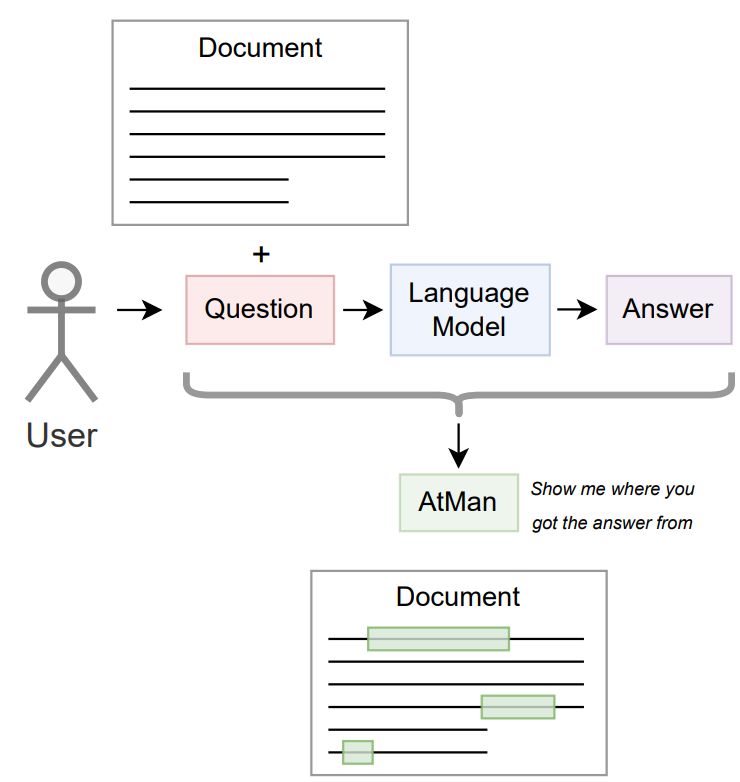 Document
+
Question
Language
Model
Answer
User
AtMan
Show me where you
got the answer from
Document